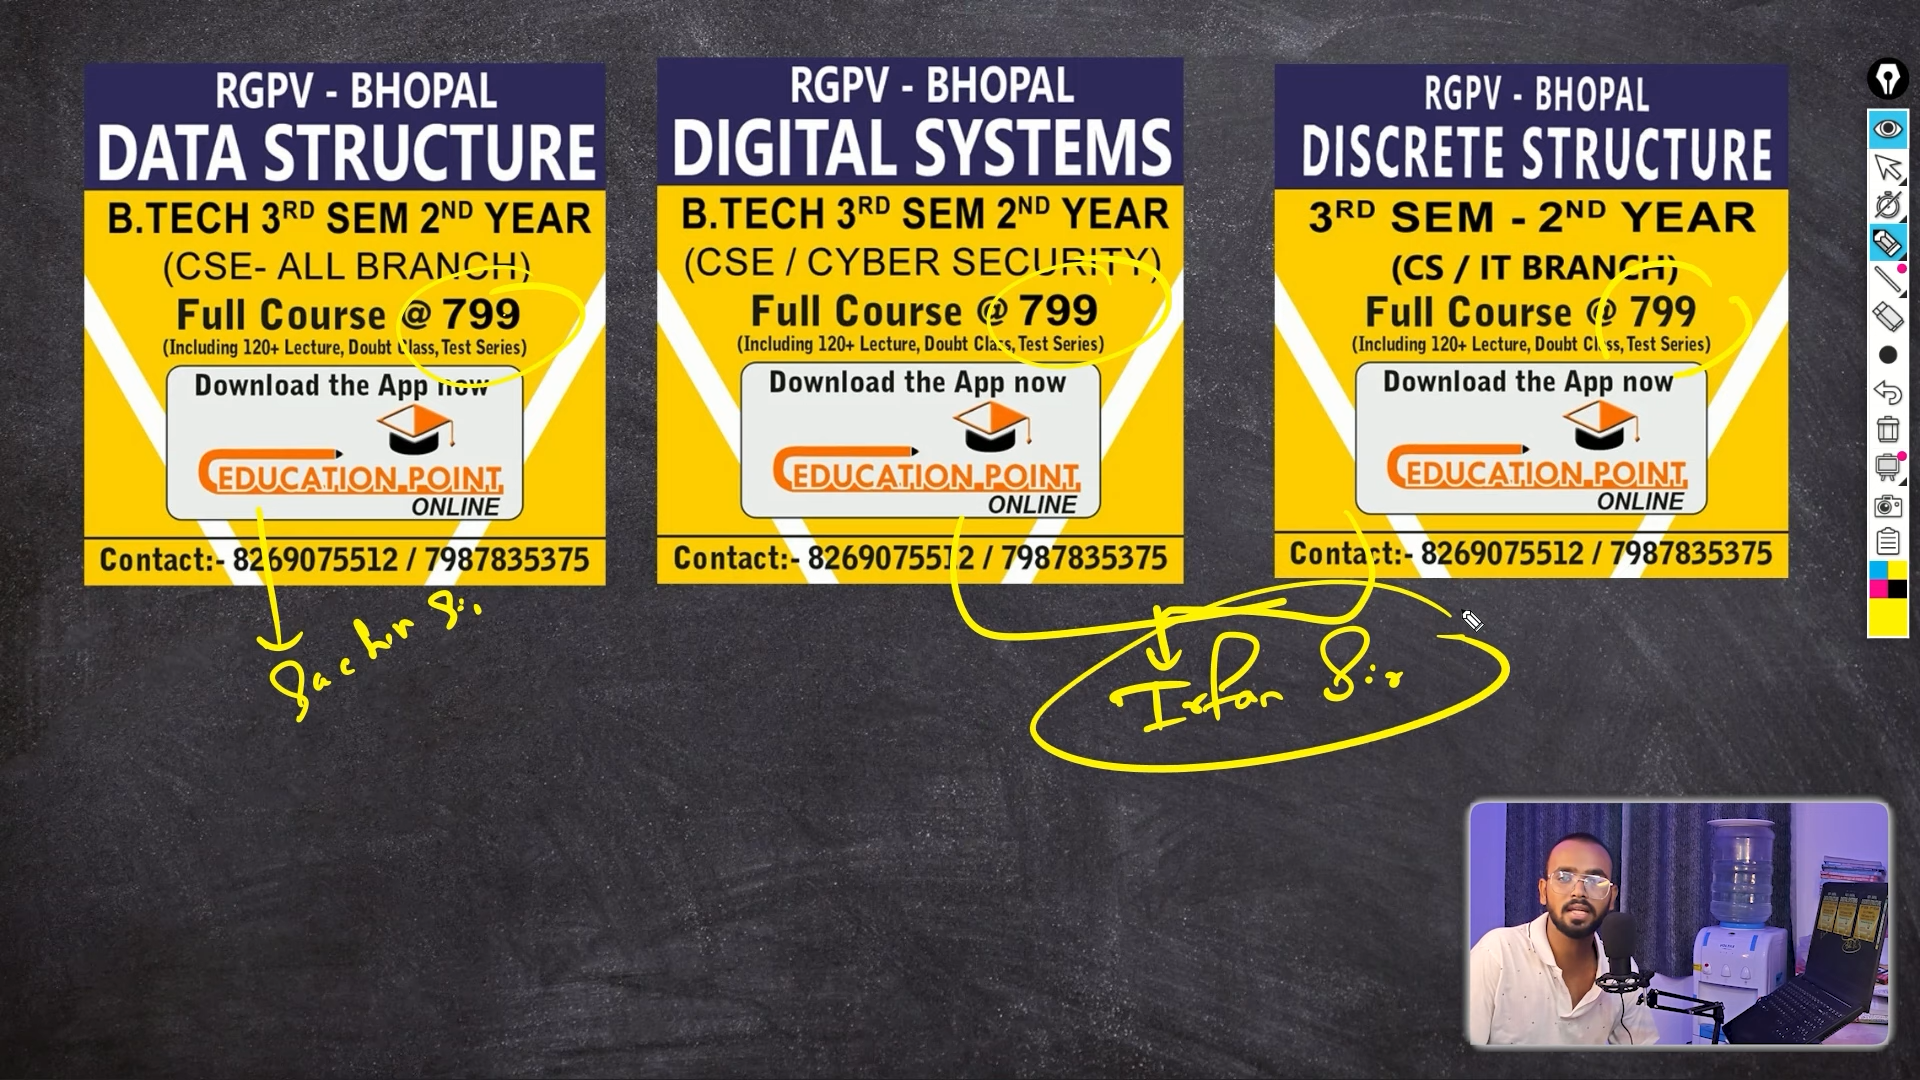 RGPV - BHOPAL
DATA STRUCTURE
B.TECH 3RD SEM 2ND YEAR
(CSE- ALL BRANCH)
Full Course @ 799
(Including 120+ Lecture, Doubt Class, Test Series)
Download the App now
EDUCATION POINT
ONLINE
Contact:- 8269075512 / 7987835375
Sachin Sir
RGPV - BHOPAL
DIGITAL SYSTEMS
B.TECH 3RD SEM 2ND YEAR
(CSE / CYBER SECURITY)
Full Course @ 799
(Including 120+ Lecture, Doubt Class, Test Series)
Download the App now
EDUCATION POINT
ONLINE
Contact:- 8269075512 / 7987835375
RGPV - BHOPAL
DISCRETE STRUCTURE
3RD SEM - 2ND YEAR
(CS / IT BRANCH)
Full Course @ 799
(Including 120+ Lecture, Doubt Class, Test Series)
Download the App now
EDUCATION POINT
ONLINE
Contact:- 8269075512 / 7987835375
Irfan Sir